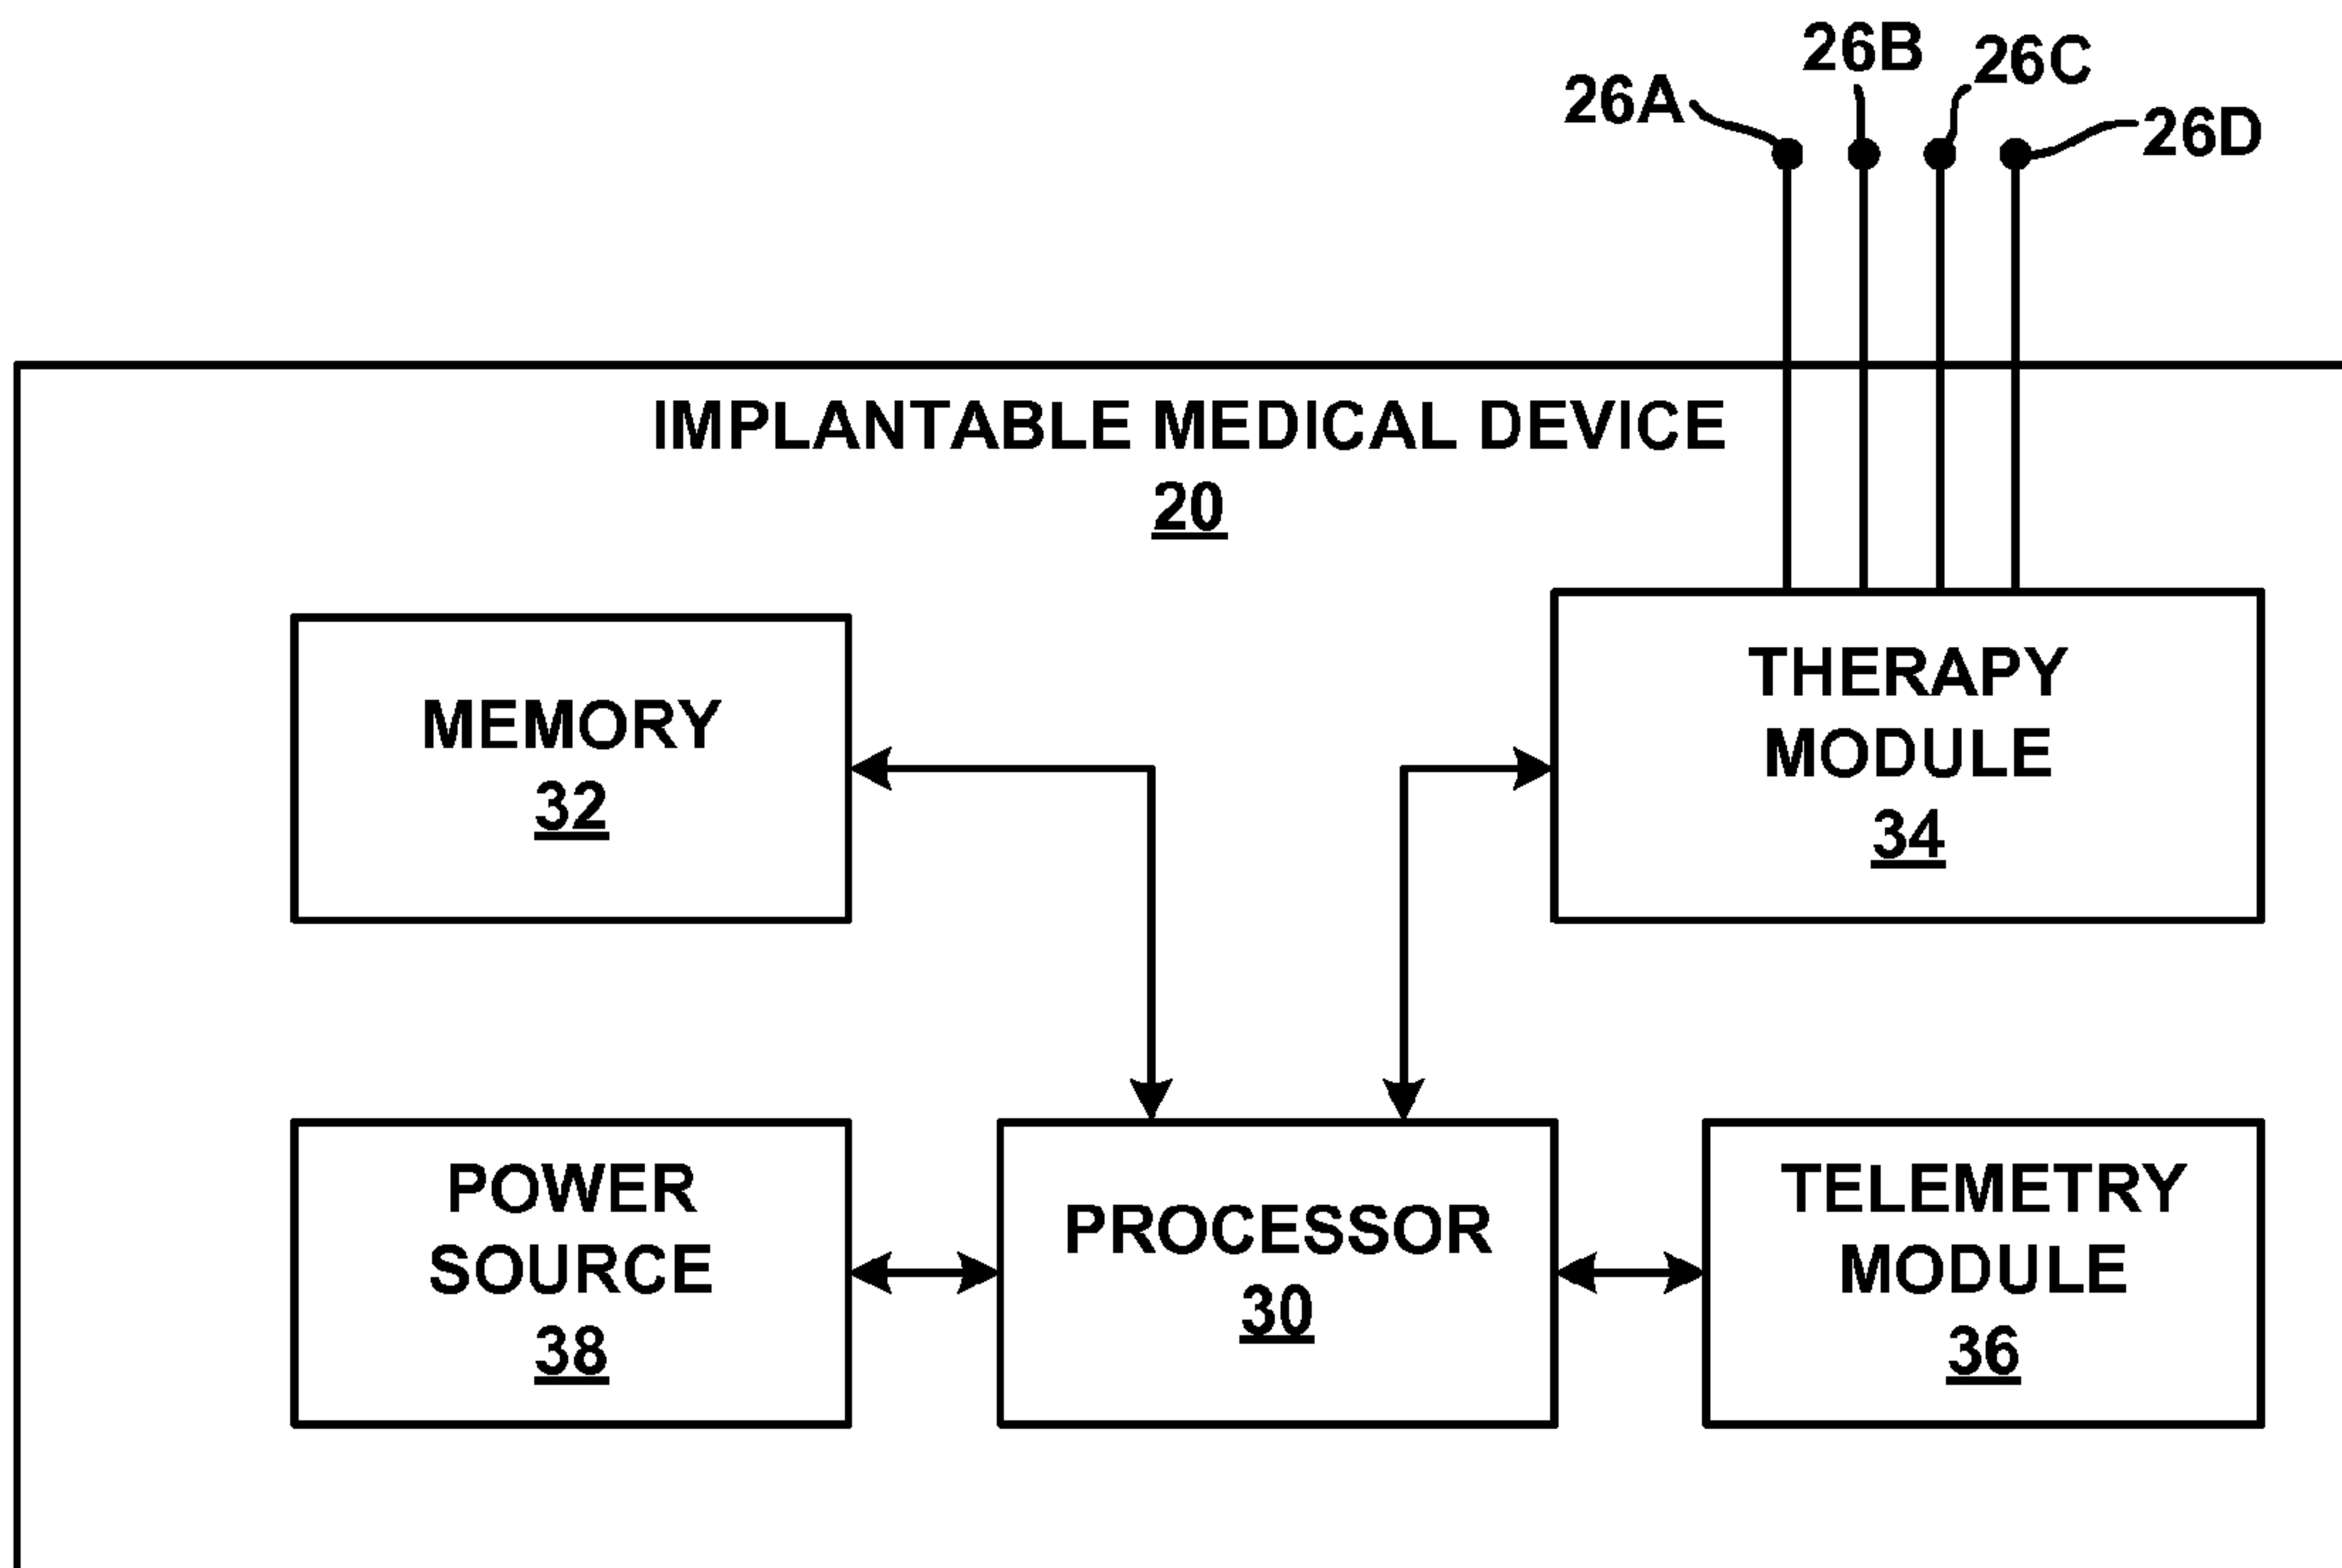 26A
26B
26C
26D
IMPLANTABLE MEDICAL DEVICE
20
MEMORY
32
THERAPY
MODULE
34
POWER
SOURCE
38
PROCESSOR
30
TELEMETRY
MODULE
36